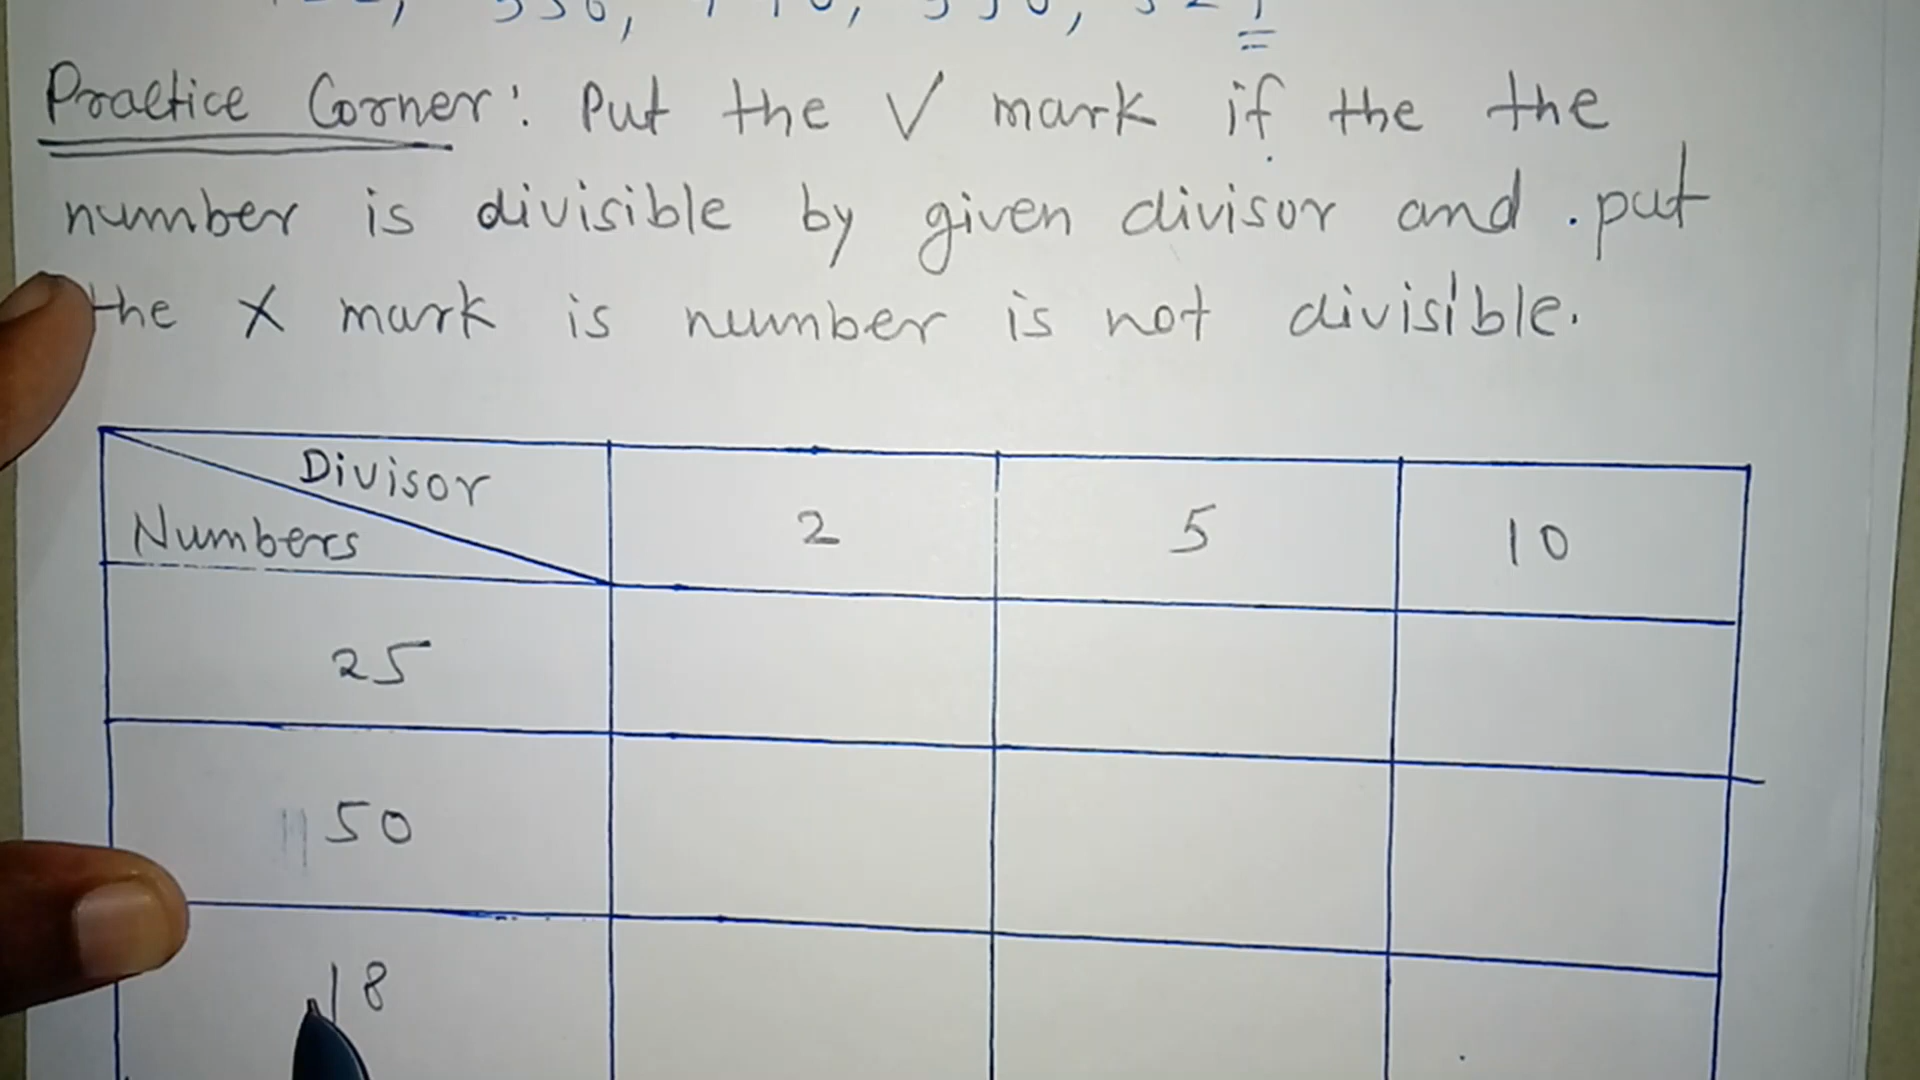 Practice Corner: Put the √ mark if the the
number is divisible by given divisor and . put
the X mark is number is not divisible.
Divisor
Numbers
2
5
10
25
50
18